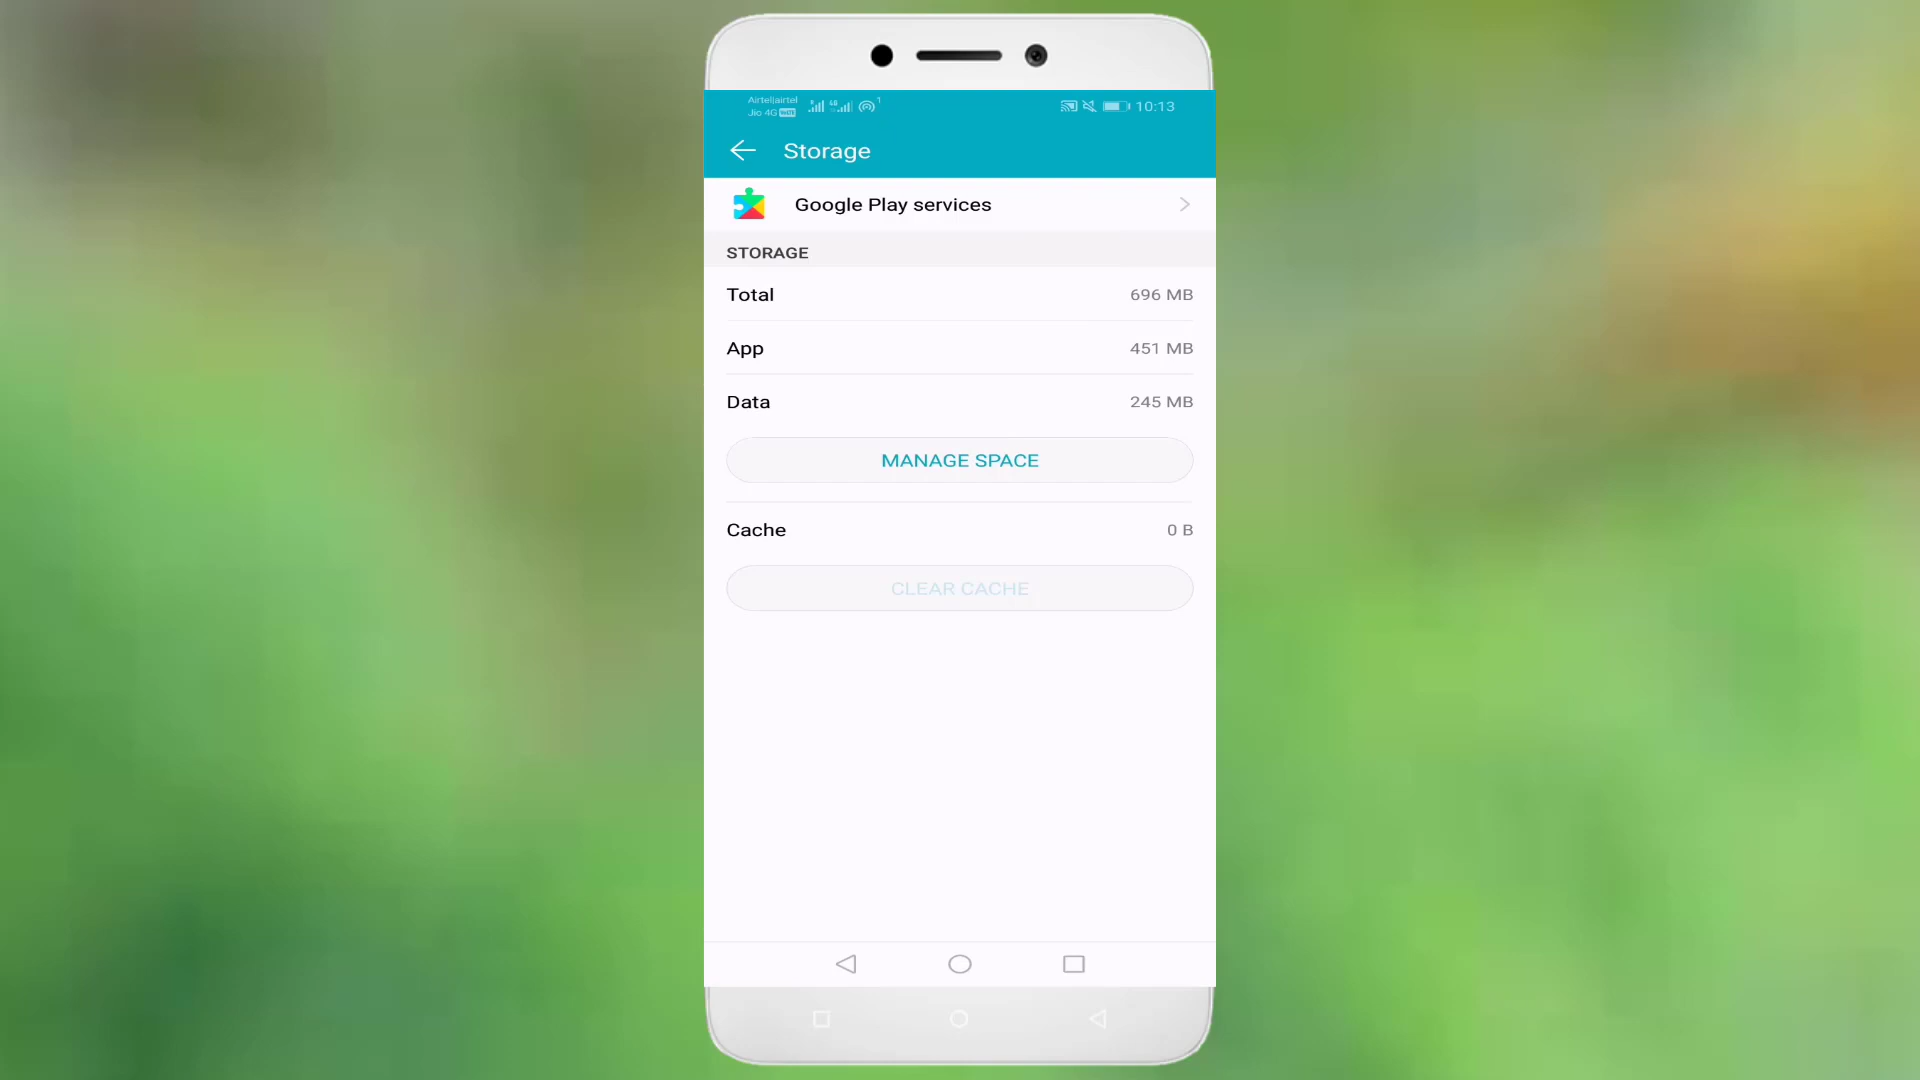 Airtel|airtel
Jio 4G VoLTE
10:13
Storage
Google Play services
STORAGE
Total 696 MB
App 451 MB
Data 245 MB
MANAGE SPACE
Cache 0 B
CLEAR CACHE